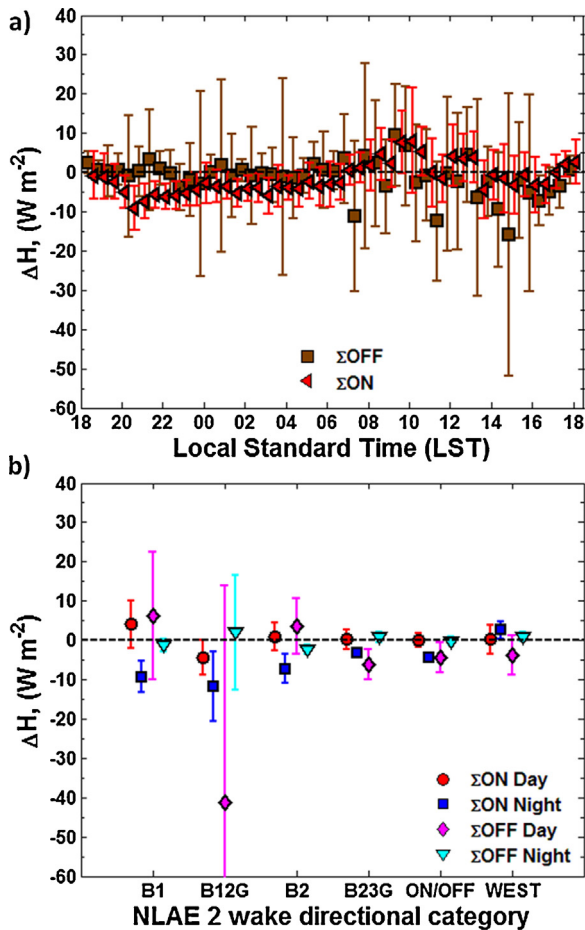 a)
40
30
20
10
0
-10
-20
-30
-40
-50
-60
ΔH, (W m-2)
ΣOFF
ΣON
18 20 22 00 02 04 06 08 10 12 14 16 18
Local Standard Time (LST)
b)
40
30
20
10
0
-10
-20
-30
-40
-50
-60
ΔH, (W m-2)
ΣON Day
ΣON Night
ΣOFF Day
ΣOFF Night
B1 B12G B2 B23G ON/OFF WEST
NLAE 2 wake directional category